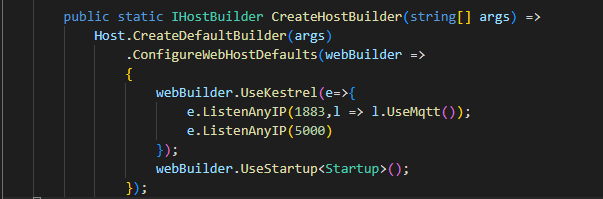 public static IHostBuilder CreateHostBuilder(string[] args) =>
Host.CreateDefaultBuilder(args)
.ConfigureWebHostDefaults(webBuilder =>
{
webBuilder.UseKestrel(e=>{
e.ListenAnyIP(1883,l => l.UseMqtt());
e.ListenAnyIP(5000)
});
webBuilder.UseStartup<Startup>();
});